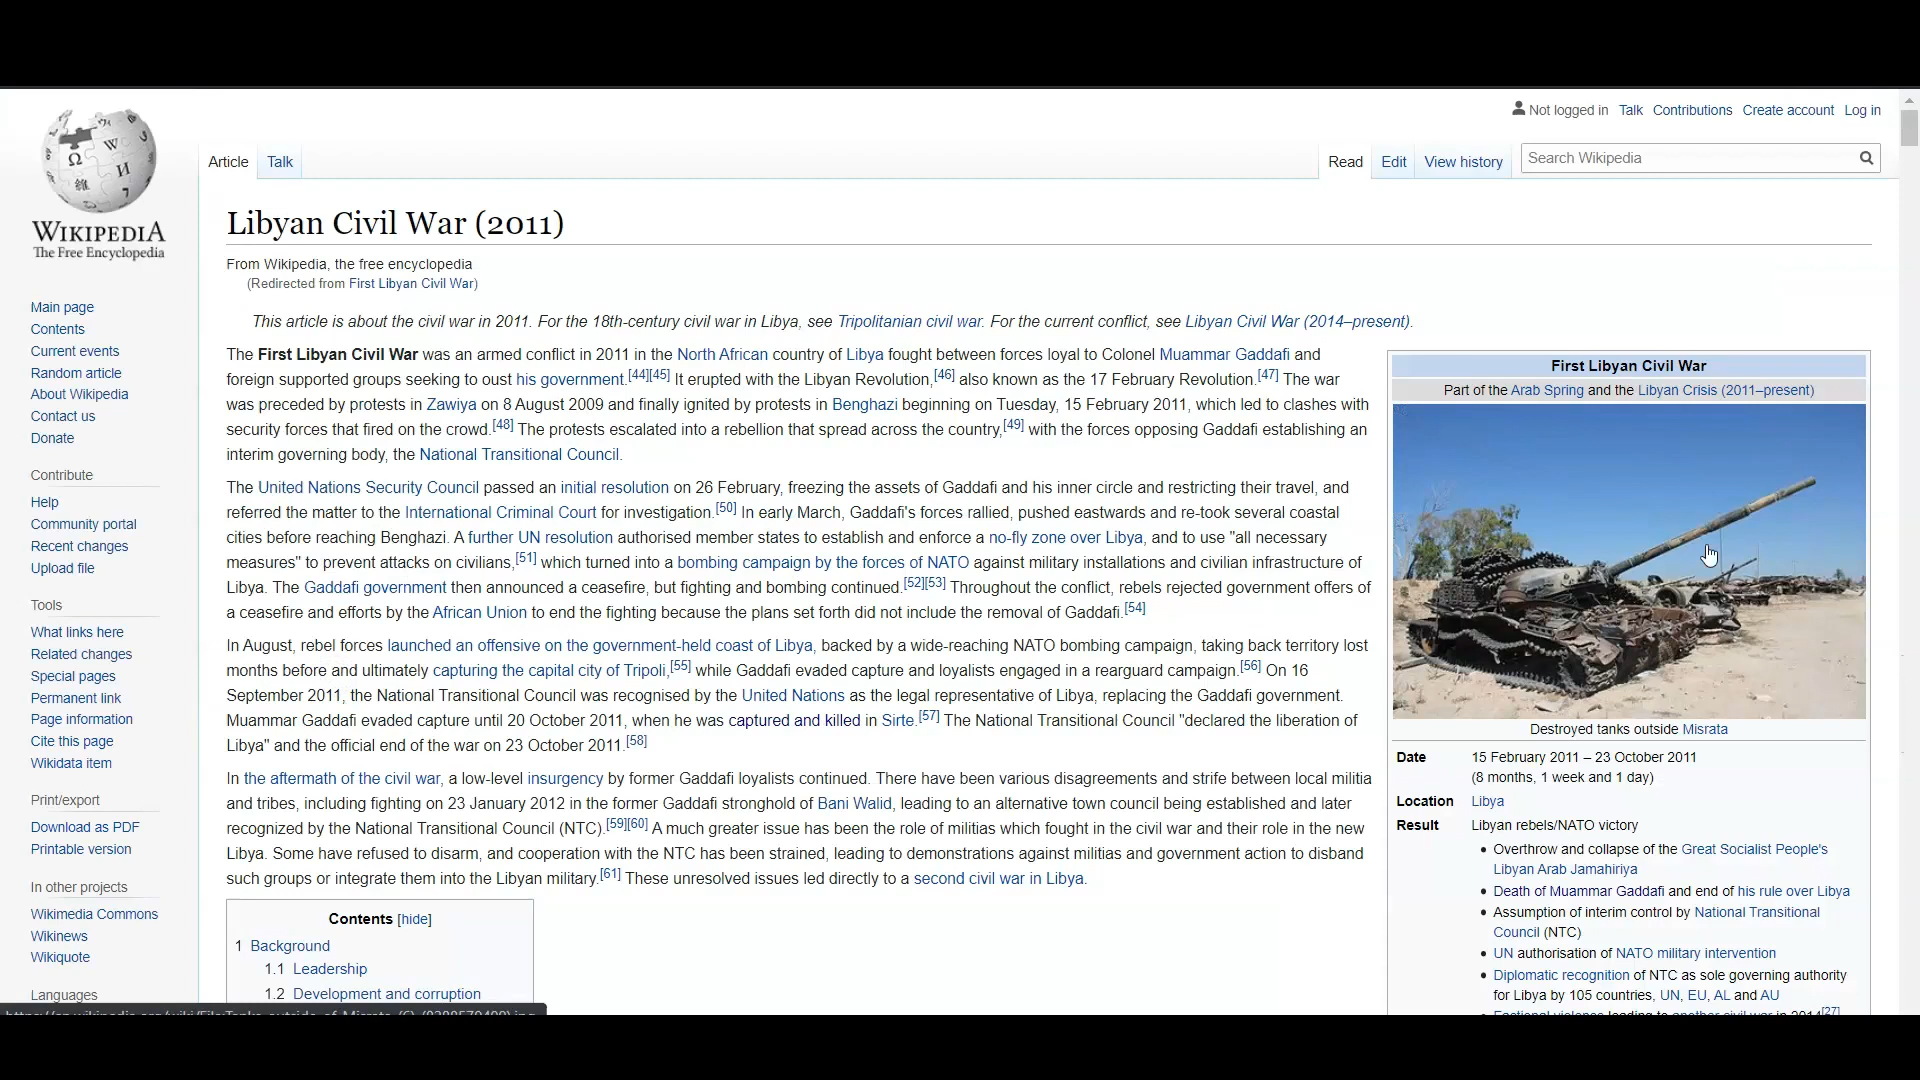 Not logged in Talk Contributions Create account Log in
Article Talk Read Edit View history Search Wikipedia
WIKIPEDIA
The Free Encyclopedia
Main page
Contents
Current events
Random article
About Wikipedia
Contact us
Donate
Contribute
Help
Community portal
Recent changes
Upload file
Tools
What links here
Related changes
Special pages
Permanent link
Page information
Cite this page
Wikidata item
Print/export
Download as PDF
Printable version
In other projects
Wikimedia Commons
Wikinews
Wikiquote
Languages
Libyan Civil War (2011)
From Wikipedia, the free encyclopedia
(Redirected from First Libyan Civil War)
This article is about the civil war in 2011. For the 18th-century civil war in Libya, see Tripolitanian civil war. For the current conflict, see Libyan Civil War (2014–present).
The First Libyan Civil War was an armed conflict in 2011 in the North African country of Libya fought between forces loyal to Colonel Muammar Gaddafi and
foreign supported groups seeking to oust his government.[44][45] It erupted with the Libyan Revolution,[46] also known as the 17 February Revolution.[47] The war
was preceded by protests in Zawiya on 8 August 2009 and finally ignited by protests in Benghazi beginning on Tuesday, 15 February 2011, which led to clashes with
security forces that fired on the crowd.[48] The protests escalated into a rebellion that spread across the country,[49] with the forces opposing Gaddafi establishing an
interim governing body, the National Transitional Council.
The United Nations Security Council passed an initial resolution on 26 February, freezing the assets of Gaddafi and his inner circle and restricting their travel, and
referred the matter to the International Criminal Court for investigation.[50] In early March, Gaddafi's forces rallied, pushed eastwards and re-took several coastal
cities before reaching Benghazi. A further UN resolution authorised member states to establish and enforce a no-fly zone over Libya, and to use "all necessary
measures" to prevent attacks on civilians,[51] which turned into a bombing campaign by the forces of NATO against military installations and civilian infrastructure of
Libya. The Gaddafi government then announced a ceasefire, but fighting and bombing continued.[52][53] Throughout the conflict, rebels rejected government offers of
a ceasefire and efforts by the African Union to end the fighting because the plans set forth did not include the removal of Gaddafi.[54]
In August, rebel forces launched an offensive on the government-held coast of Libya, backed by a wide-reaching NATO bombing campaign, taking back territory lost
months before and ultimately capturing the capital city of Tripoli,[55] while Gaddafi evaded capture and loyalists engaged in a rearguard campaign.[56] On 16
September 2011, the National Transitional Council was recognised by the United Nations as the legal representative of Libya, replacing the Gaddafi government.
Muammar Gaddafi evaded capture until 20 October 2011, when he was captured and killed in Sirte.[57] The National Transitional Council "declared the liberation of
Libya" and the official end of the war on 23 October 2011.[58]
In the aftermath of the civil war, a low-level insurgency by former Gaddafi loyalists continued. There have been various disagreements and strife between local militia
and tribes, including fighting on 23 January 2012 in the former Gaddafi stronghold of Bani Walid, leading to an alternative town council being established and later
recognized by the National Transitional Council (NTC).[59][60] A much greater issue has been the role of militias which fought in the civil war and their role in the new
Libya. Some have refused to disarm, and cooperation with the NTC has been strained, leading to demonstrations against militias and government action to disband
such groups or integrate them into the Libyan military.[61] These unresolved issues led directly to a second civil war in Libya.
Contents [hide]
1 Background
1.1 Leadership
1.2 Development and corruption
First Libyan Civil War
Part of the Arab Spring and the Libyan Crisis (2011–present)
Destroyed tanks outside Misrata
Date 15 February 2011 – 23 October 2011
(8 months, 1 week and 1 day)
Location Libya
Result Libyan rebels/NATO victory
• Overthrow and collapse of the Great Socialist People's
Libyan Arab Jamahiriya
• Death of Muammar Gaddafi and end of his rule over Libya
• Assumption of interim control by National Transitional
Council (NTC)
• UN authorisation of NATO military intervention
• Diplomatic recognition of NTC as sole governing authority
for Libya by 105 countries, UN, EU, AL and AU
• Factional violence leading to another civil war in 2014[27]